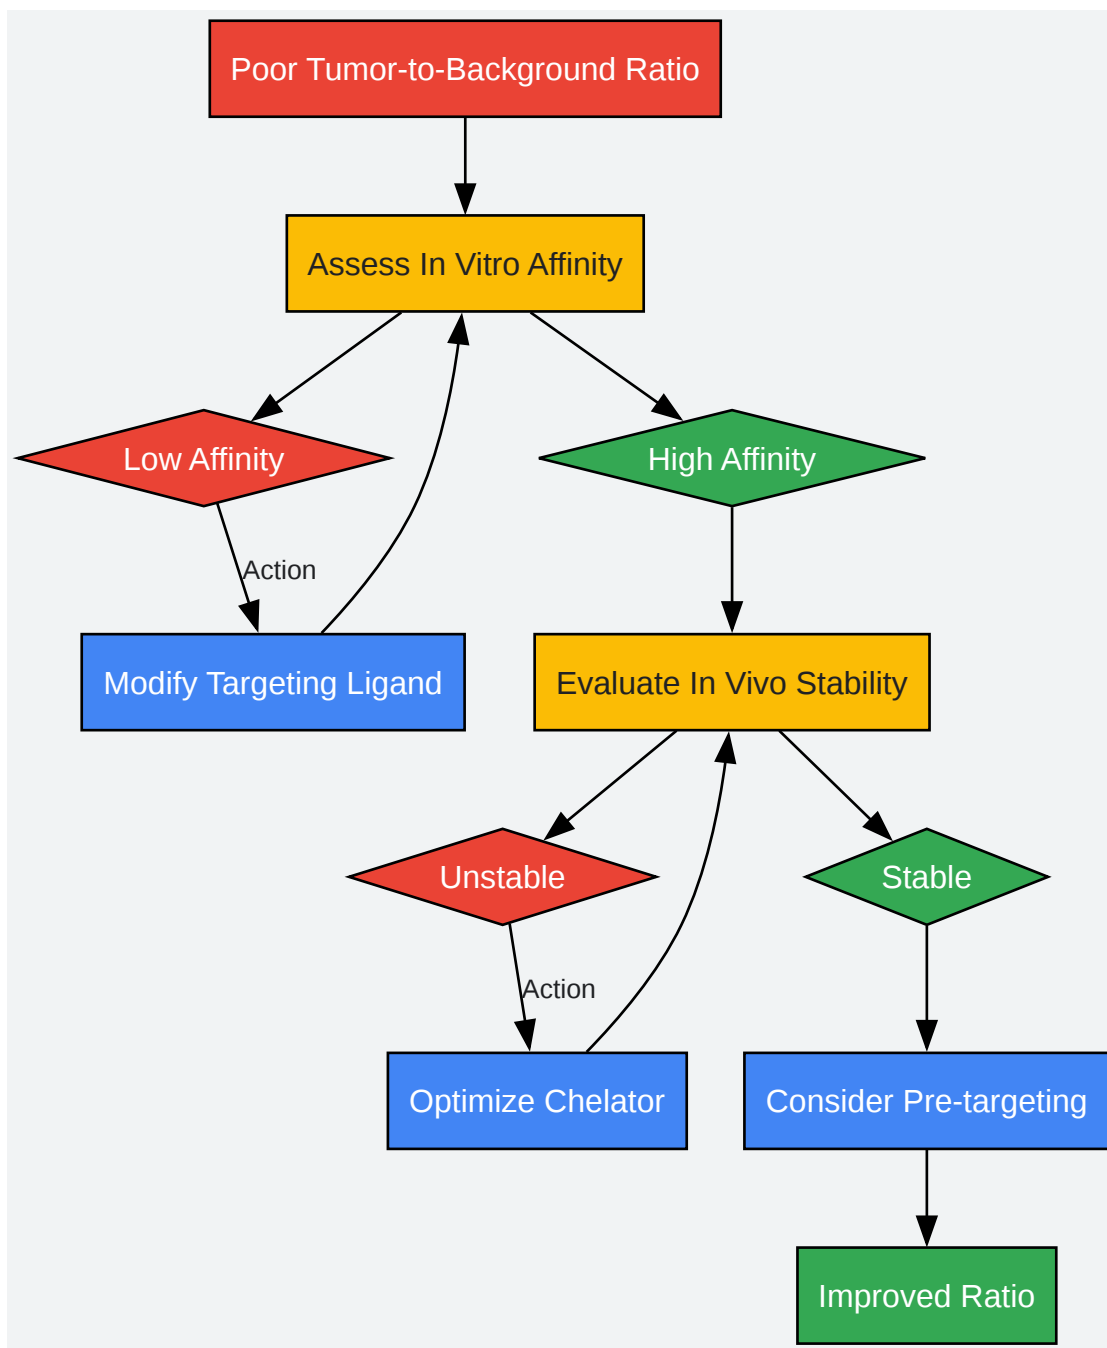 Poor Tumor-to-Background Ratio
Assess In Vitro Affinity
Low Affinity
High Affinity
Action
Modify Targeting Ligand
Evaluate In Vivo Stability
Unstable
Stable
Action
Optimize Chelator
Consider Pre-targeting
Improved Ratio